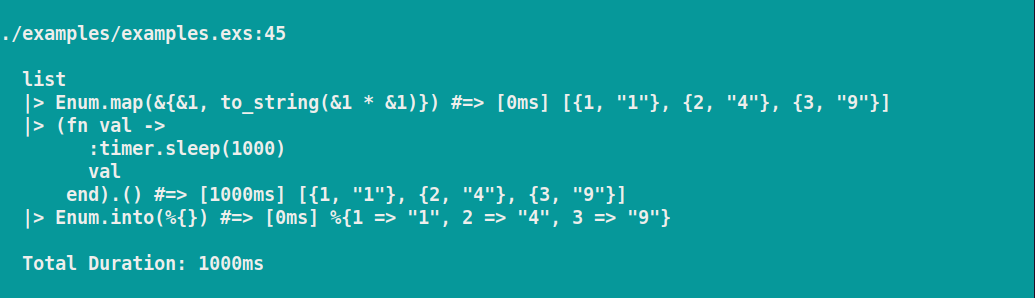 ./examples/examples.exs:45
list
|> Enum.map(&{&1, to_string(&1 * &1)}) #=> [0ms] [{1, "1"}, {2, "4"}, {3, "9"}]
|> (fn val ->
:timer.sleep(1000)
val
end).() #=> [1000ms] [{1, "1"}, {2, "4"}, {3, "9"}]
|> Enum.into(%{}) #=> [0ms] %{1 => "1", 2 => "4", 3 => "9"}
Total Duration: 1000ms